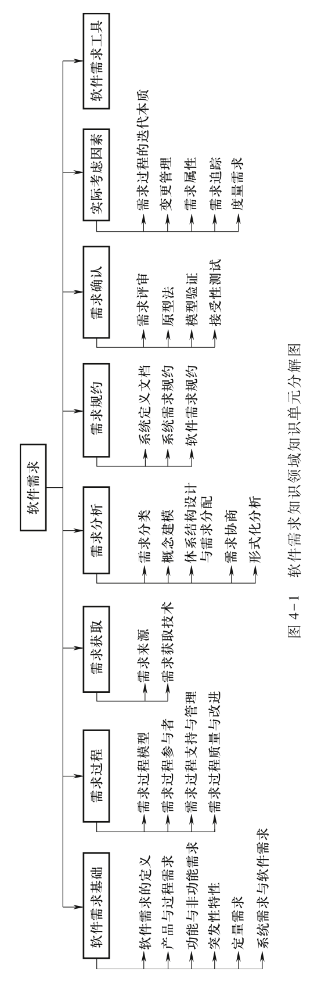 软件需求
软件需求基础
软件需求的定义
产品与过程需求
功能与非功能需求
突发性特性
定量需求
系统需求与软件需求
需求过程
需求过程模型
需求过程参与者
需求过程支持与管理
需求过程质量与改进
需求获取
需求来源
需求获取技术
需求分析
需求分类
概念建模
体系结构设计
与需求分配
需求协商
形式化分析
需求规约
系统定义文档
系统需求规约
软件需求规约
需求确认
需求评审
原型法
模型验证
接受性测试
实际考虑因素
需求过程的迭代本质
变更管理
需求属性
需求追踪
度量需求
软件需求工具
图 4-1 软件需求知识领域知识单元分解图